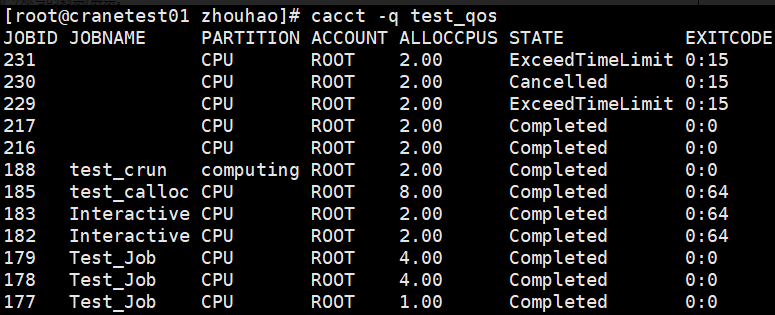 [root@cranetest01 zhouhao]# cacct -q test_qos
JOBID JOBNAME PARTITION ACCOUNT ALLOCCPUS STATE EXITCODE
231 CPU ROOT 2.00 ExceedTimeLimit 0:15
230 CPU ROOT 2.00 Cancelled 0:15
229 CPU ROOT 2.00 ExceedTimeLimit 0:15
217 CPU ROOT 2.00 Completed 0:0
216 CPU ROOT 2.00 Completed 0:0
188 test_crun computing ROOT 2.00 Completed 0:0
185 test_calloc CPU ROOT 8.00 Completed 0:64
183 Interactive CPU ROOT 2.00 Completed 0:64
182 Interactive CPU ROOT 2.00 Completed 0:64
179 Test_Job CPU ROOT 4.00 Completed 0:0
178 Test_Job CPU ROOT 4.00 Completed 0:0
177 Test_Job CPU ROOT 1.00 Completed 0:0